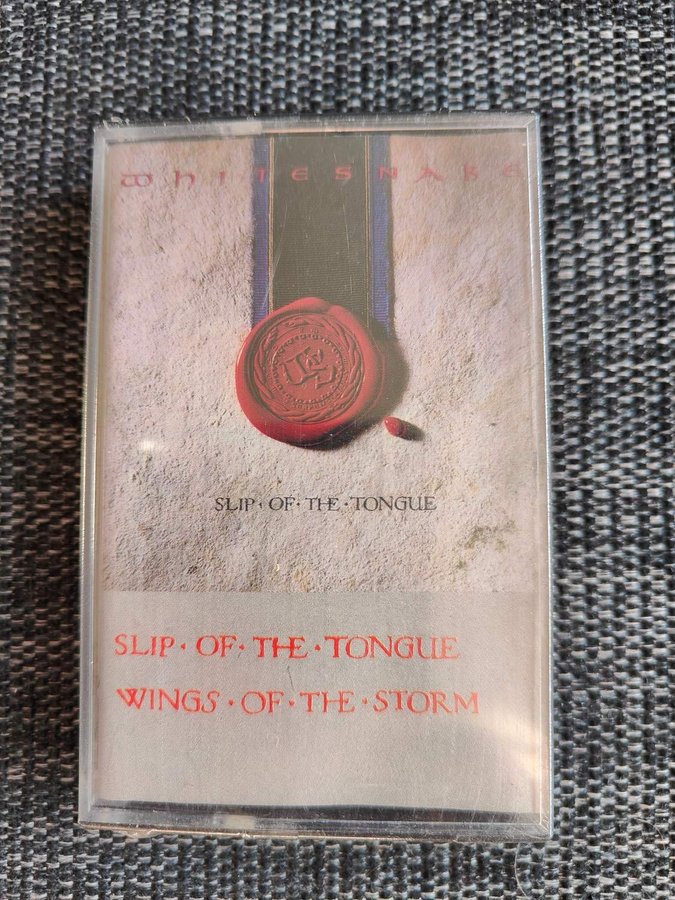 WHITESNAKE
SLIP · OF · THE · TONGUE
SLIP · OF · THE · TONGUE
WINGS · OF · THE · STORM